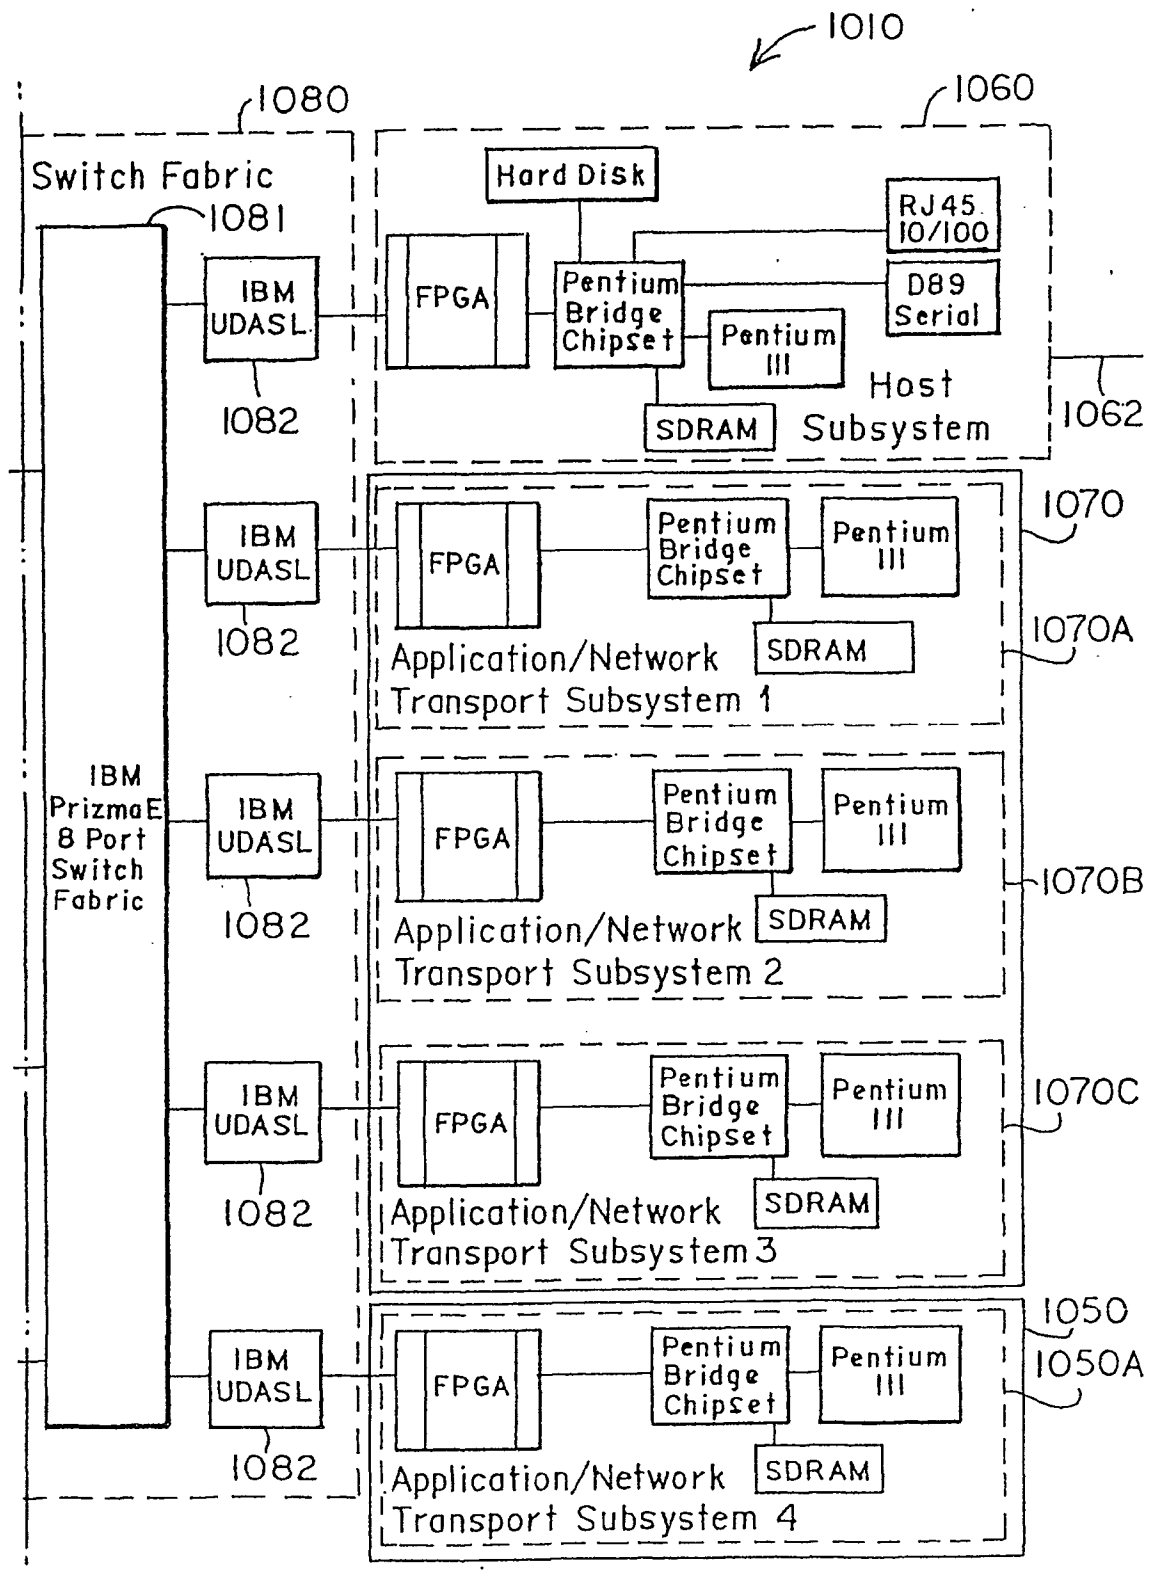 1010
1080
1060
Switch Fabric
1081
Hard Disk
RJ45
10/100
IBM
UDASL
FPGA
Pentium
Bridge
Chipset
D89
Serial
Pentium
III
1082
Host
Subsystem
SDRAM
1062
IBM
UDASL
1082
FPGA
Pentium
Bridge
Chipset
Pentium
III
1070
1070A
SDRAM
Application/Network
Transport Subsystem 1
IBM
PrizmaE
8 Port
Switch
Fabric
IBM
UDASL
1082
FPGA
Pentium
Bridge
Chipset
Pentium
III
1070B
SDRAM
Application/Network
Transport Subsystem 2
IBM
UDASL
1082
FPGA
Pentium
Bridge
Chipset
Pentium
III
1070C
SDRAM
Application/Network
Transport Subsystem 3
IBM
UDASL
1082
FPGA
Pentium
Bridge
Chipset
Pentium
III
1050
1050A
SDRAM
Application/Network
Transport Subsystem 4